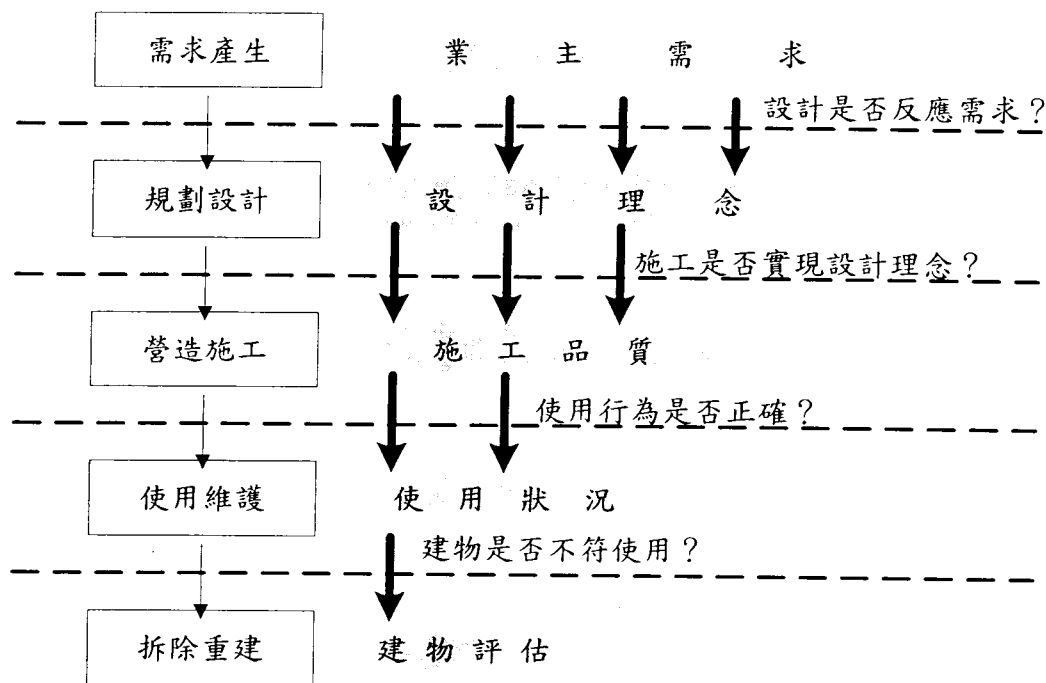 需求產生 業主需求
設計是否反應需求？
規劃設計 設計理念
施工是否實現設計理念？
營造施工 施工品質
使用行為是否正確？
使用維護 使用狀況
建物是否不符使用？
拆除重建 建物評估